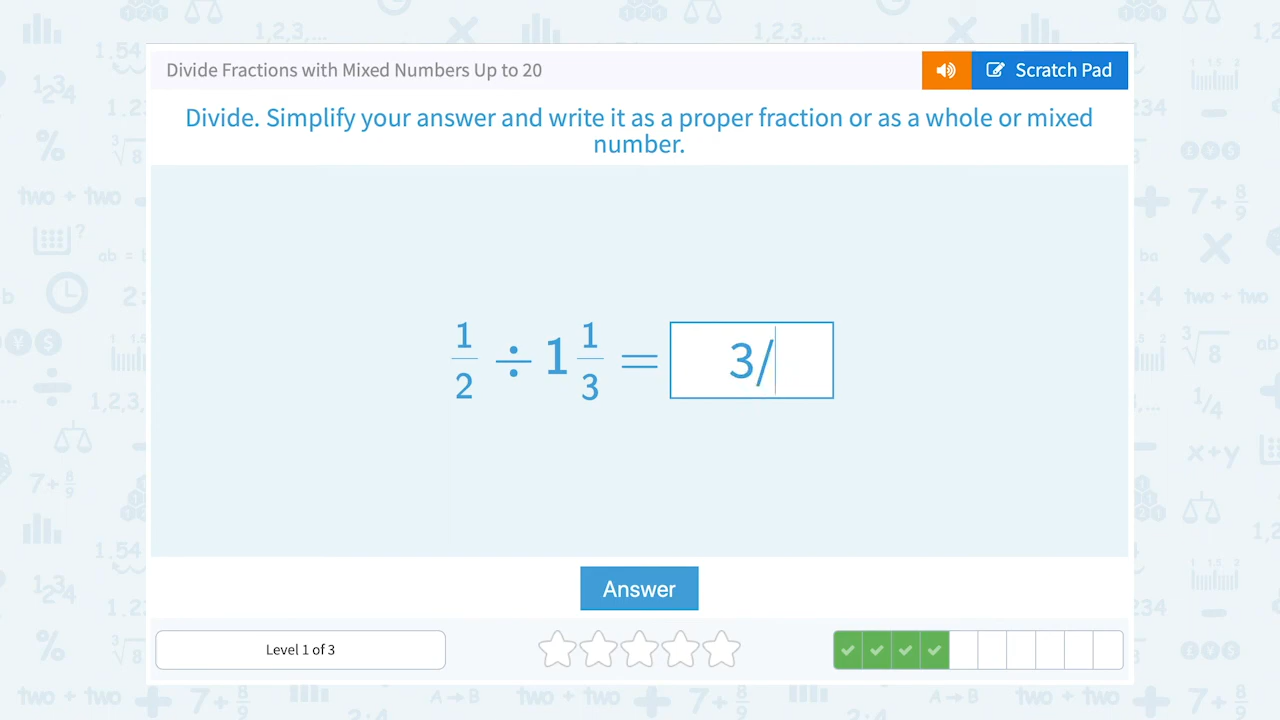 Divide Fractions with Mixed Numbers Up to 20
Scratch Pad
Divide. Simplify your answer and write it as a proper fraction or as a whole or mixed
number.
1/2 ÷ 1 1/3 = 3/
Answer
Level 1 of 3